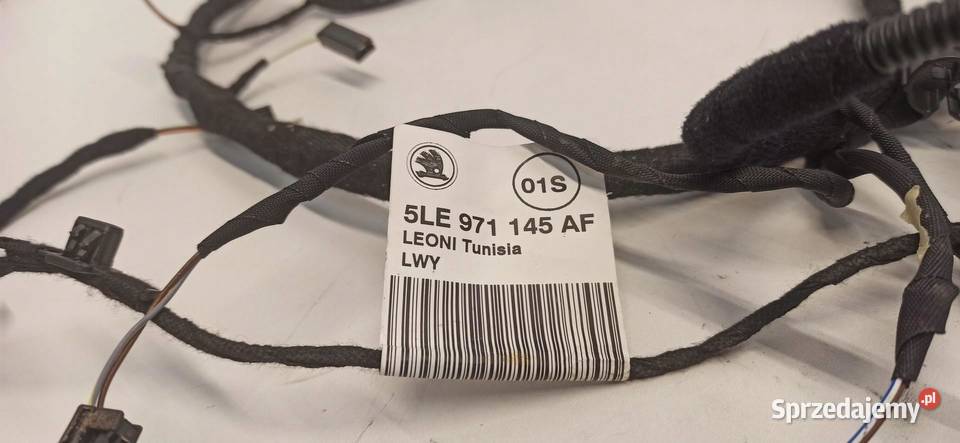 01S
5LE 971 145 AF
LEONI Tunisia
LWY
Sprzedajemy.pl